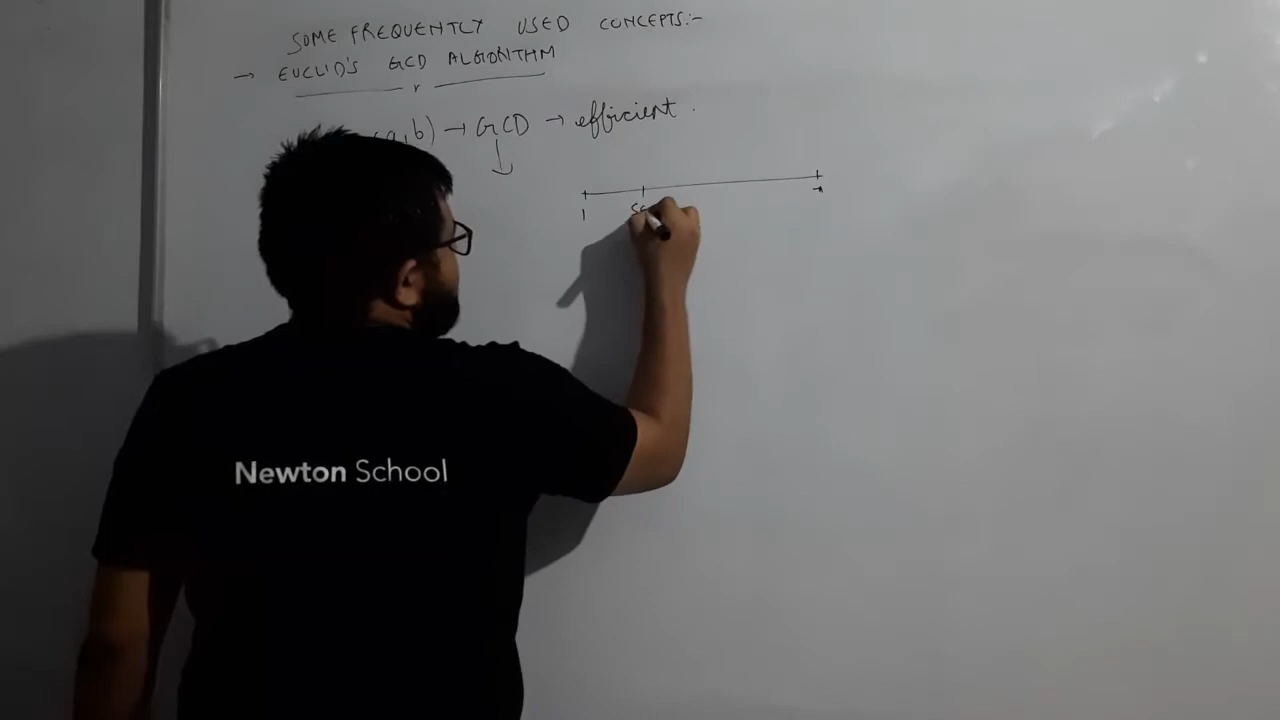 SOME FREQUENTLY USED CONCEPTS:-
→ EUCLID'S GCD ALGORITHM
(a,b) → GCD → efficient.
1
Newton School